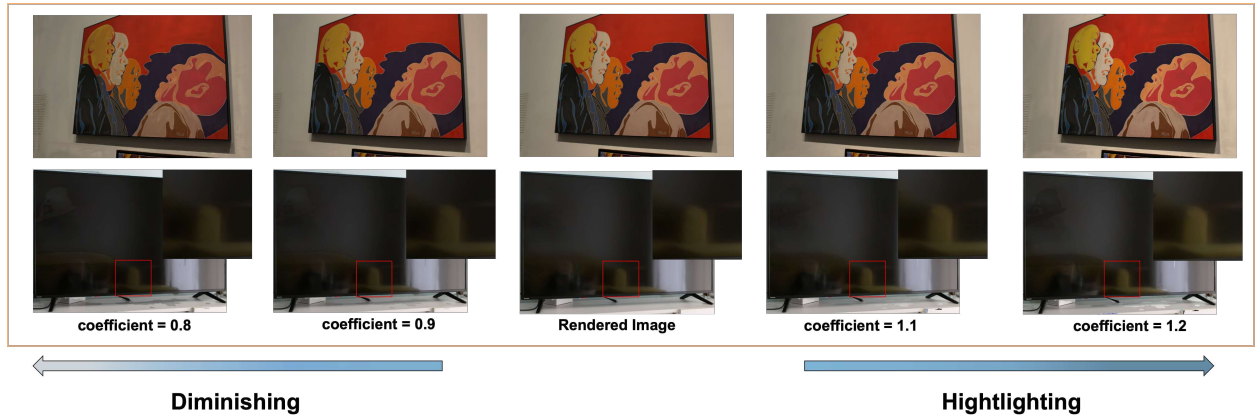 coefficient = 0.8
coefficient = 0.9
Rendered Image
coefficient = 1.1
coefficient = 1.2
Diminishing
Hightlighting